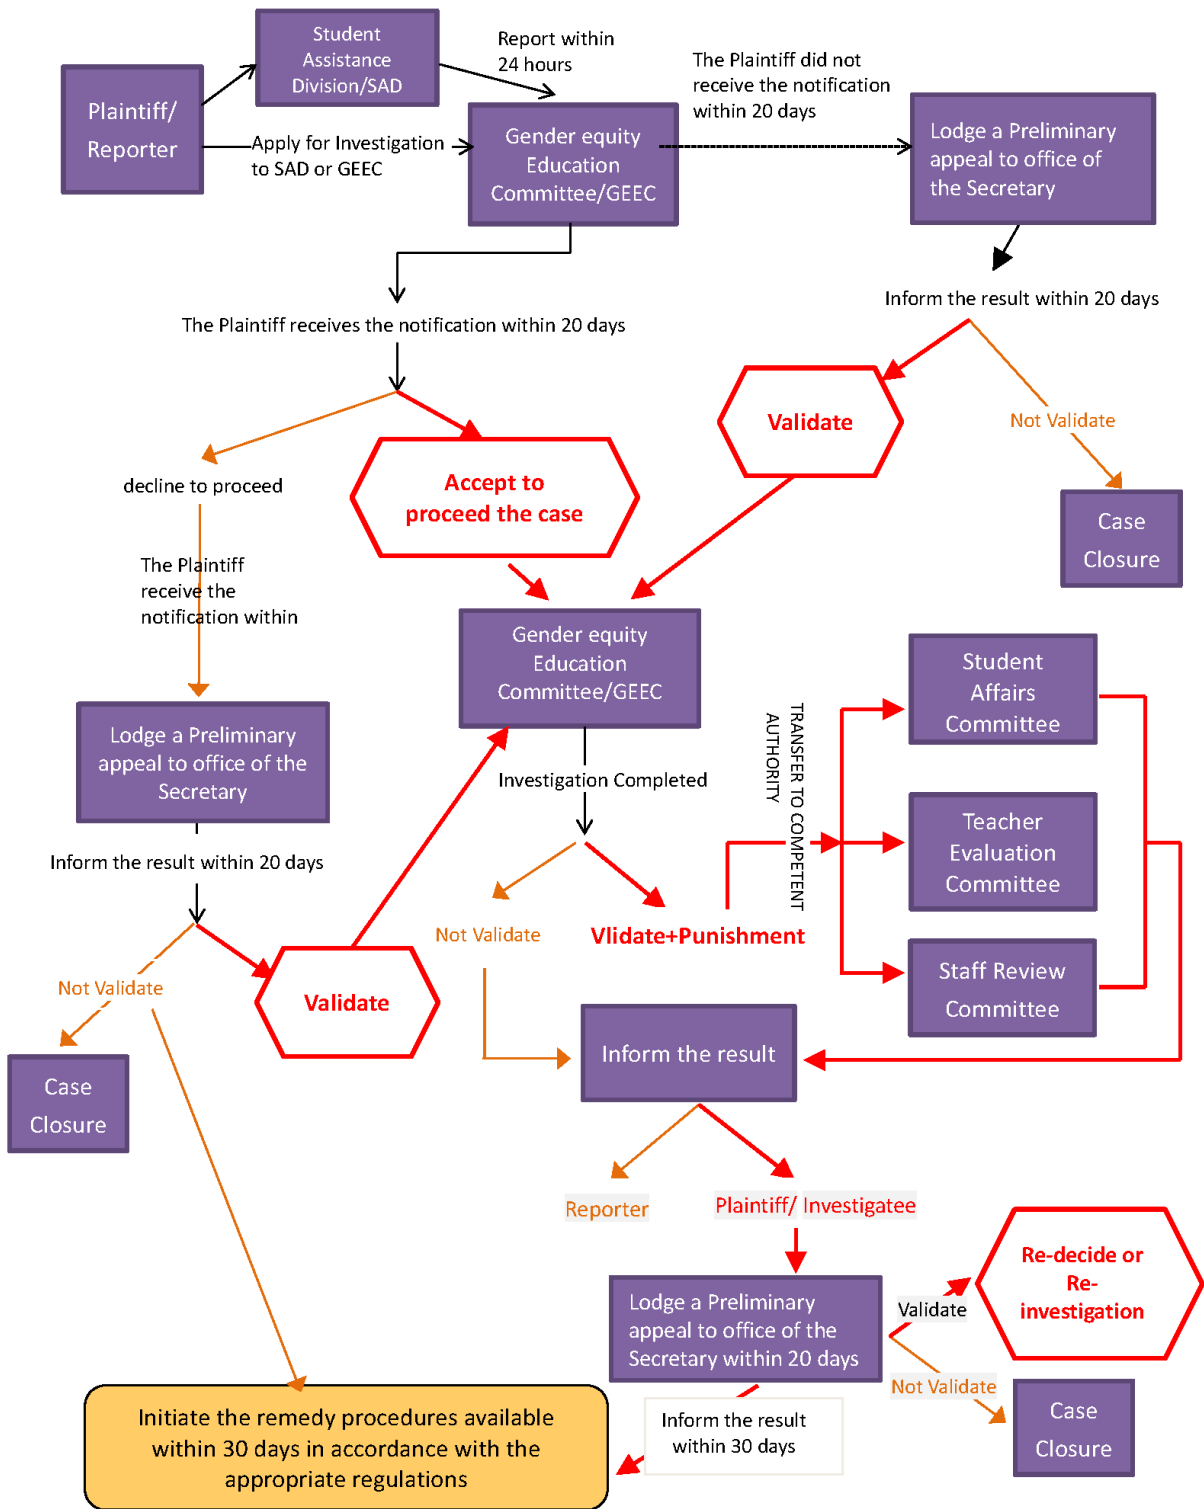 Student
Assistance
Division/SAD
Report within
24 hours
The Plaintiff did not
receive the notification
within 20 days
Plaintiff/
Reporter
Apply for Investigation
to SAD or GEEC
Gender equity
Education
Committee/GEEC
Lodge a Preliminary
appeal to office of
the Secretary
Inform the result within 20 days
The Plaintiff receives the notification within 20 days
Validate
Not Validate
decline to proceed
Accept to
proceed the case
Case
Closure
The Plaintiff
receive the
notification within
Gender equity
Education
Committee/GEEC
Student
Affairs
Committee
TRANSFER TO COMPETENT
AUTHORITY
Lodge a Preliminary
appeal to office of the
Secretary
Investigation Completed
Teacher
Evaluation
Committee
Inform the result within 20 days
Not Validate
Vlidate+Punishment
Staff Review
Committee
Not Validate
Validate
Inform the result
Case
Closure
Reporter
Plaintiff/ Investigatee
Re-decide or
Re-
investigation
Lodge a Preliminary
appeal to office of the
Secretary within 20 days
Validate
Not Validate
Case
Closure
Inform the result
within 30 days
Initiate the remedy procedures available
within 30 days in accordance with the
appropriate regulations